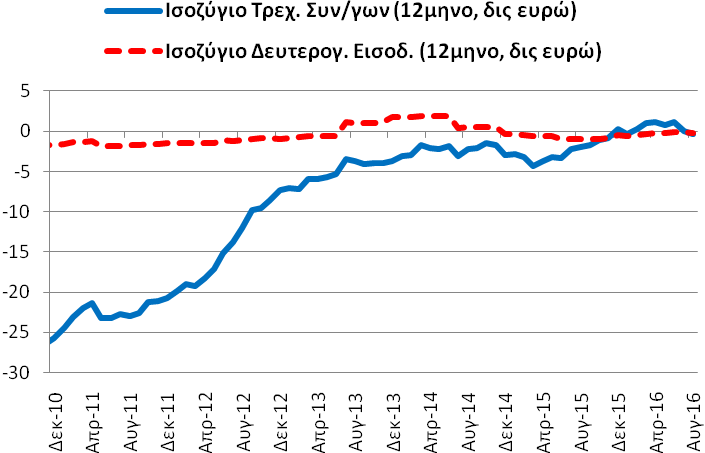 Ισοζύγιο Τρεχ. Συν/γων (12μηνο, δις ευρώ)
Ισοζύγιο Δευτερογ. Εισοδ. (12μηνο, δις ευρώ)
5
0
-5
-10
-15
-20
-25
-30
Δεκ-10
Απρ-11
Αυγ-11
Δεκ-11
Απρ-12
Αυγ-12
Δεκ-12
Απρ-13
Αυγ-13
Δεκ-13
Απρ-14
Αυγ-14
Δεκ-14
Απρ-15
Αυγ-15
Δεκ-15
Απρ-16
Αυγ-16